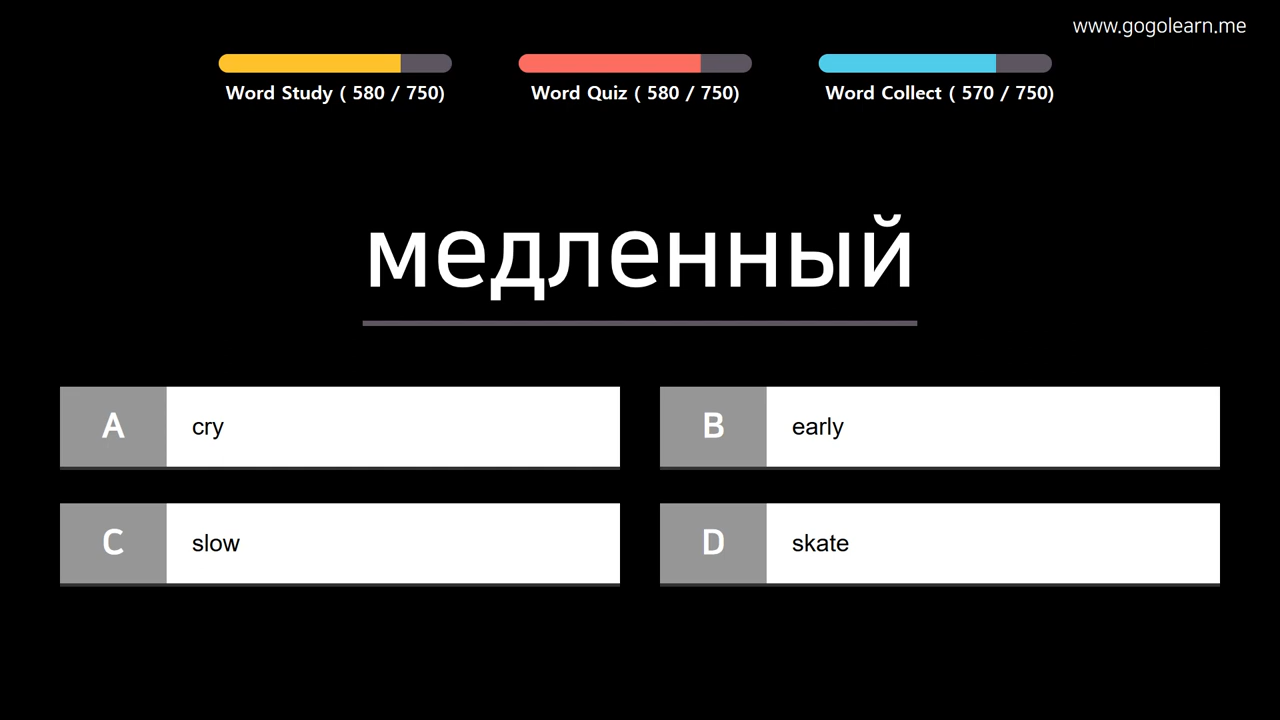 www.gogolearn.me
Word Study ( 580 / 750)
Word Quiz ( 580 / 750)
Word Collect ( 570 / 750)
медленный
A cry
B early
C slow
D skate